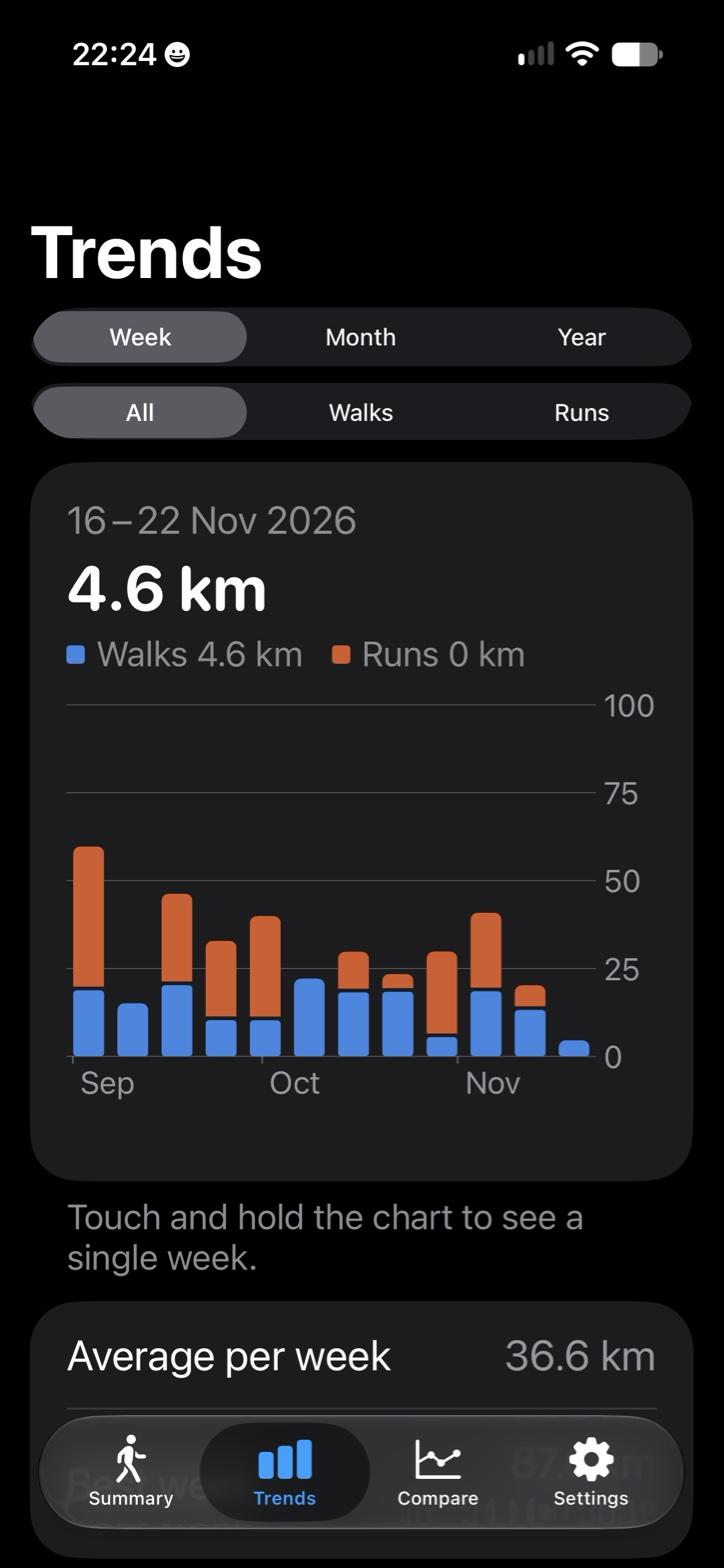 22:24
Trends
Week Month Year
All Walks Runs
16–22 Nov 2026
4.6 km
Walks 4.6 km Runs 0 km
100
75
50
25
0
Sep Oct Nov
Touch and hold the chart to see a
single week.
Average per week 36.6 km
Summary Trends Compare Settings